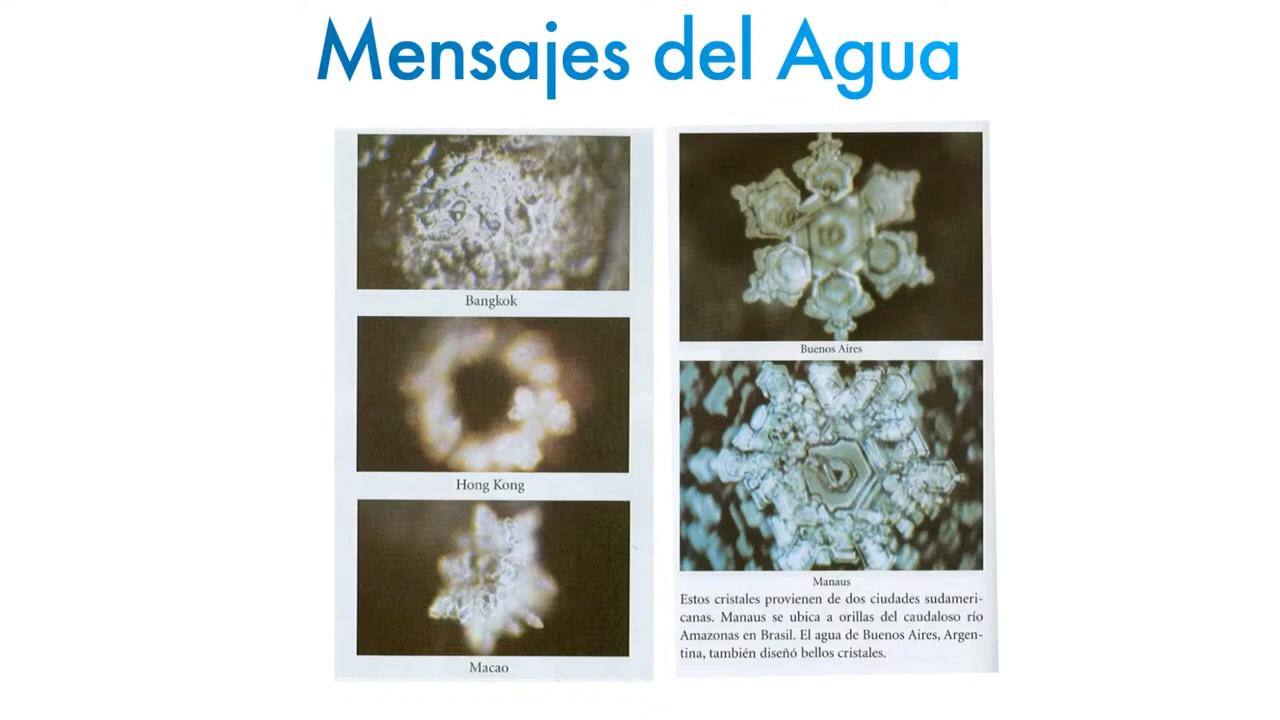 Mensajes del Agua
Bangkok
Hong Kong
Macao
Buenos Aires
Manaus
Estos cristales provienen de dos ciudades sudameri-
canas. Manaus se ubica a orillas del caudaloso río
Amazonas en Brasil. El agua de Buenos Aires, Argen-
tina, también diseñó bellos cristales.